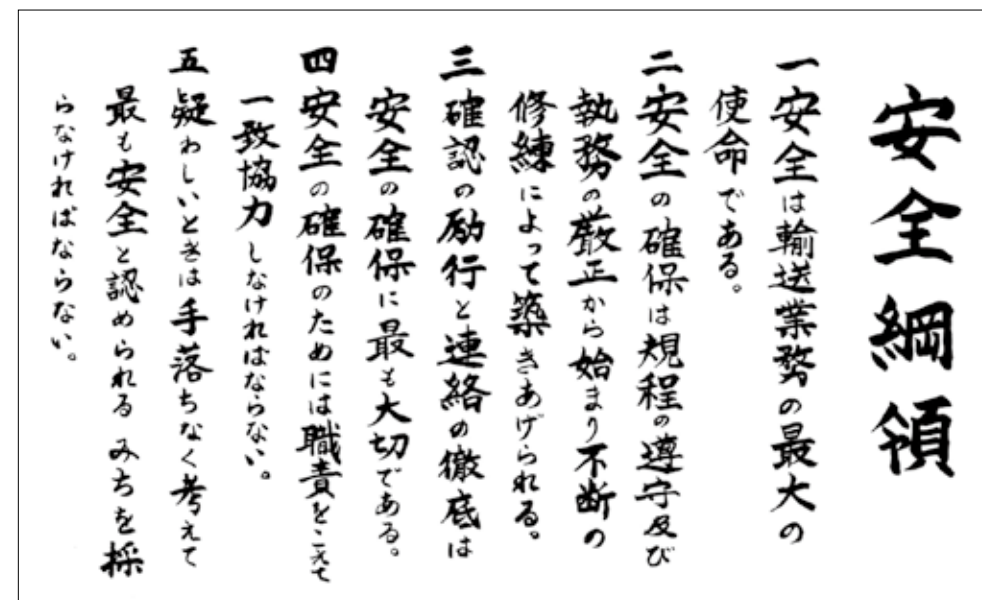 安全綱領
一 安全は輸送業務の最大の
使命である。
二 安全の確保は規程の遵守及び
執務の厳正から始まり不断の
修練によって築きあげられる。
三 確認の励行と連絡の徹底は
安全の確保に最も大切である。
四 安全の確保のためには職責をこえて
一致協力しなければならない。
五 疑わしいときは手落ちなく考えて
最も安全と認められるみちを採
らなければならない。